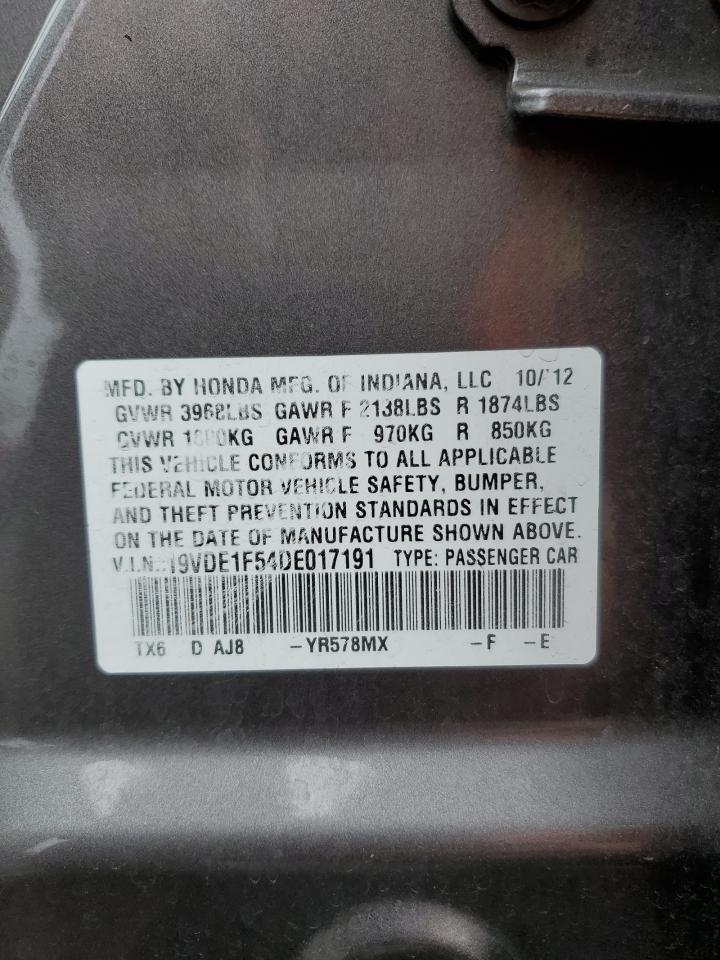 MFD. BY HONDA MFG. OF INDIANA, LLC 10/12
GVWR 3968LBS GAWR F 2138LBS R 1874LBS
GVWR 1800KG GAWR F 970KG R 850KG
THIS VEHICLE CONFORMS TO ALL APPLICABLE
FEDERAL MOTOR VEHICLE SAFETY, BUMPER,
AND THEFT PREVENTION STANDARDS IN EFFECT
ON THE DATE OF MANUFACTURE SHOWN ABOVE.
V.I.N.: 19VDE1F54DE017191 TYPE: PASSENGER CAR
TX6 D AJ8 -YR578MX -F -E